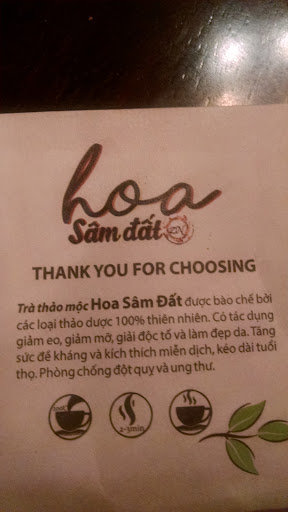 hoa
Sâm đất
THANK YOU FOR CHOOSING
Trà thảo mộc Hoa Sâm Đất được bào chế bởi
các loại thảo dược 100% thiên nhiên. Có tác dụng
giảm eo, giảm mỡ, giải độc tố và làm đẹp da. Tăng
sức đề kháng và kích thích miễn dịch, kéo dài tuổi
thọ. Phòng chống đột quỵ và ung thư.
2-3min